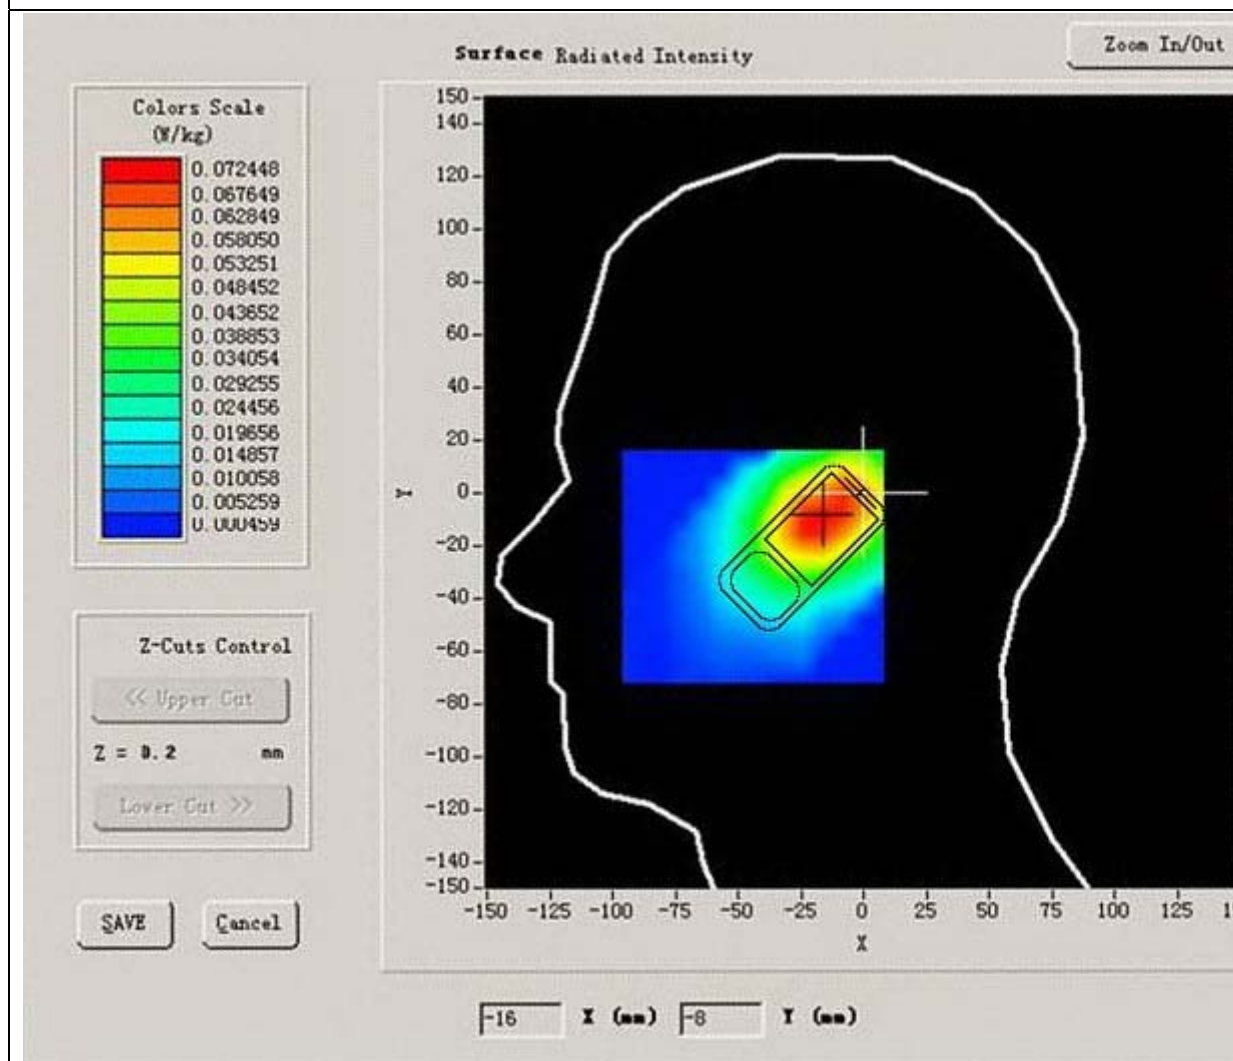 Surface Radiated Intensity
Zoom In/Out
Colors Scale
(W/kg)
0.072448
0.067649
0.062849
0.058050
0.053251
0.048452
0.043652
0.038853
0.034054
0.029255
0.024456
0.019656
0.014857
0.010058
0.005259
0.000459
Z-Cuts Control
<< Upper Cut
Z = 0.2 mm
Lower Cut >>
SAVE Cancel
150
140
120
100
80
60
40
20
0
-20
-40
-60
-80
-100
-120
-140
-150
Y
-150 -125 -100 -75 -50 -25 0 25 50 75 100 125
X
-16 X (mm) -8 Y (mm)